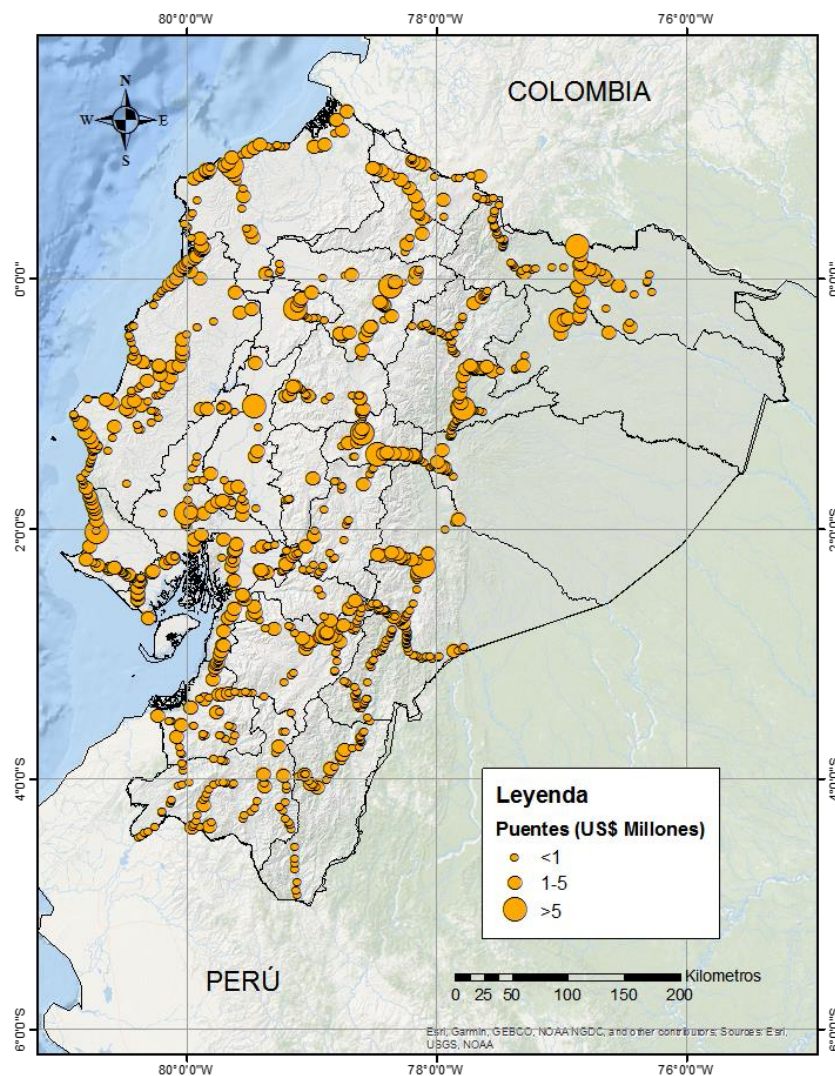 80°0'0"W 78°0'0"W 76°0'0"W
N
W E
S
COLOMBIA
0°0'0" 0°0'0"
2°0'0"S 2°0'0"S
4°0'0"S 4°0'0"S
Leyenda
Puentes (US$ Millones)
<1
1-5
>5
PERÚ
Kilometros
0 25 50 100 150 200
6°0'0"S 6°0'0"S
Esri, Garmin, GEBCO, NOAA NGDC, and other contributors, Sources: Esri,
USGS, NOAA
80°0'0"W 78°0'0"W 76°0'0"W